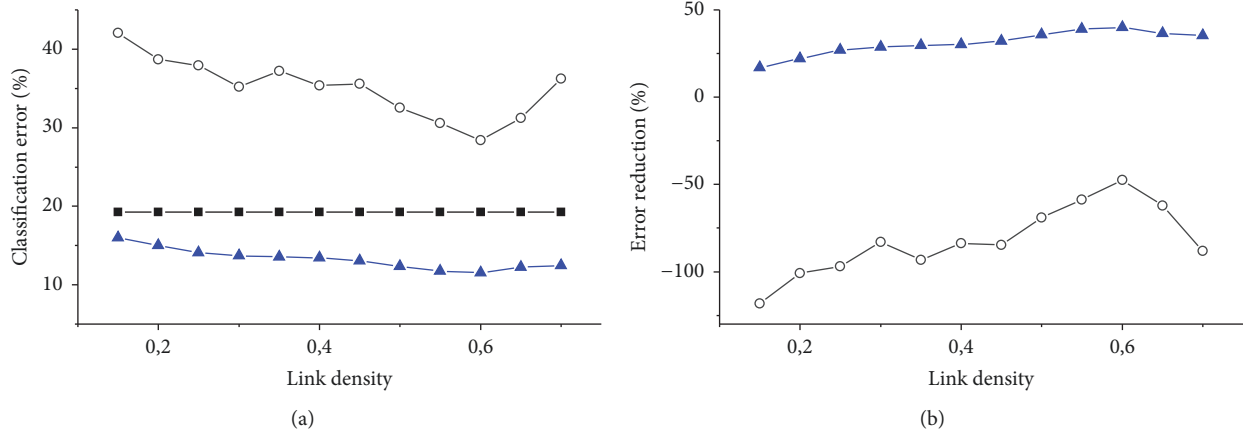 40
30
20
10
Classification error (%)
0,2
0,4
0,6
Link density
(a)
50
0
−50
−100
Error reduction (%)
0,2
0,4
0,6
Link density
(b)